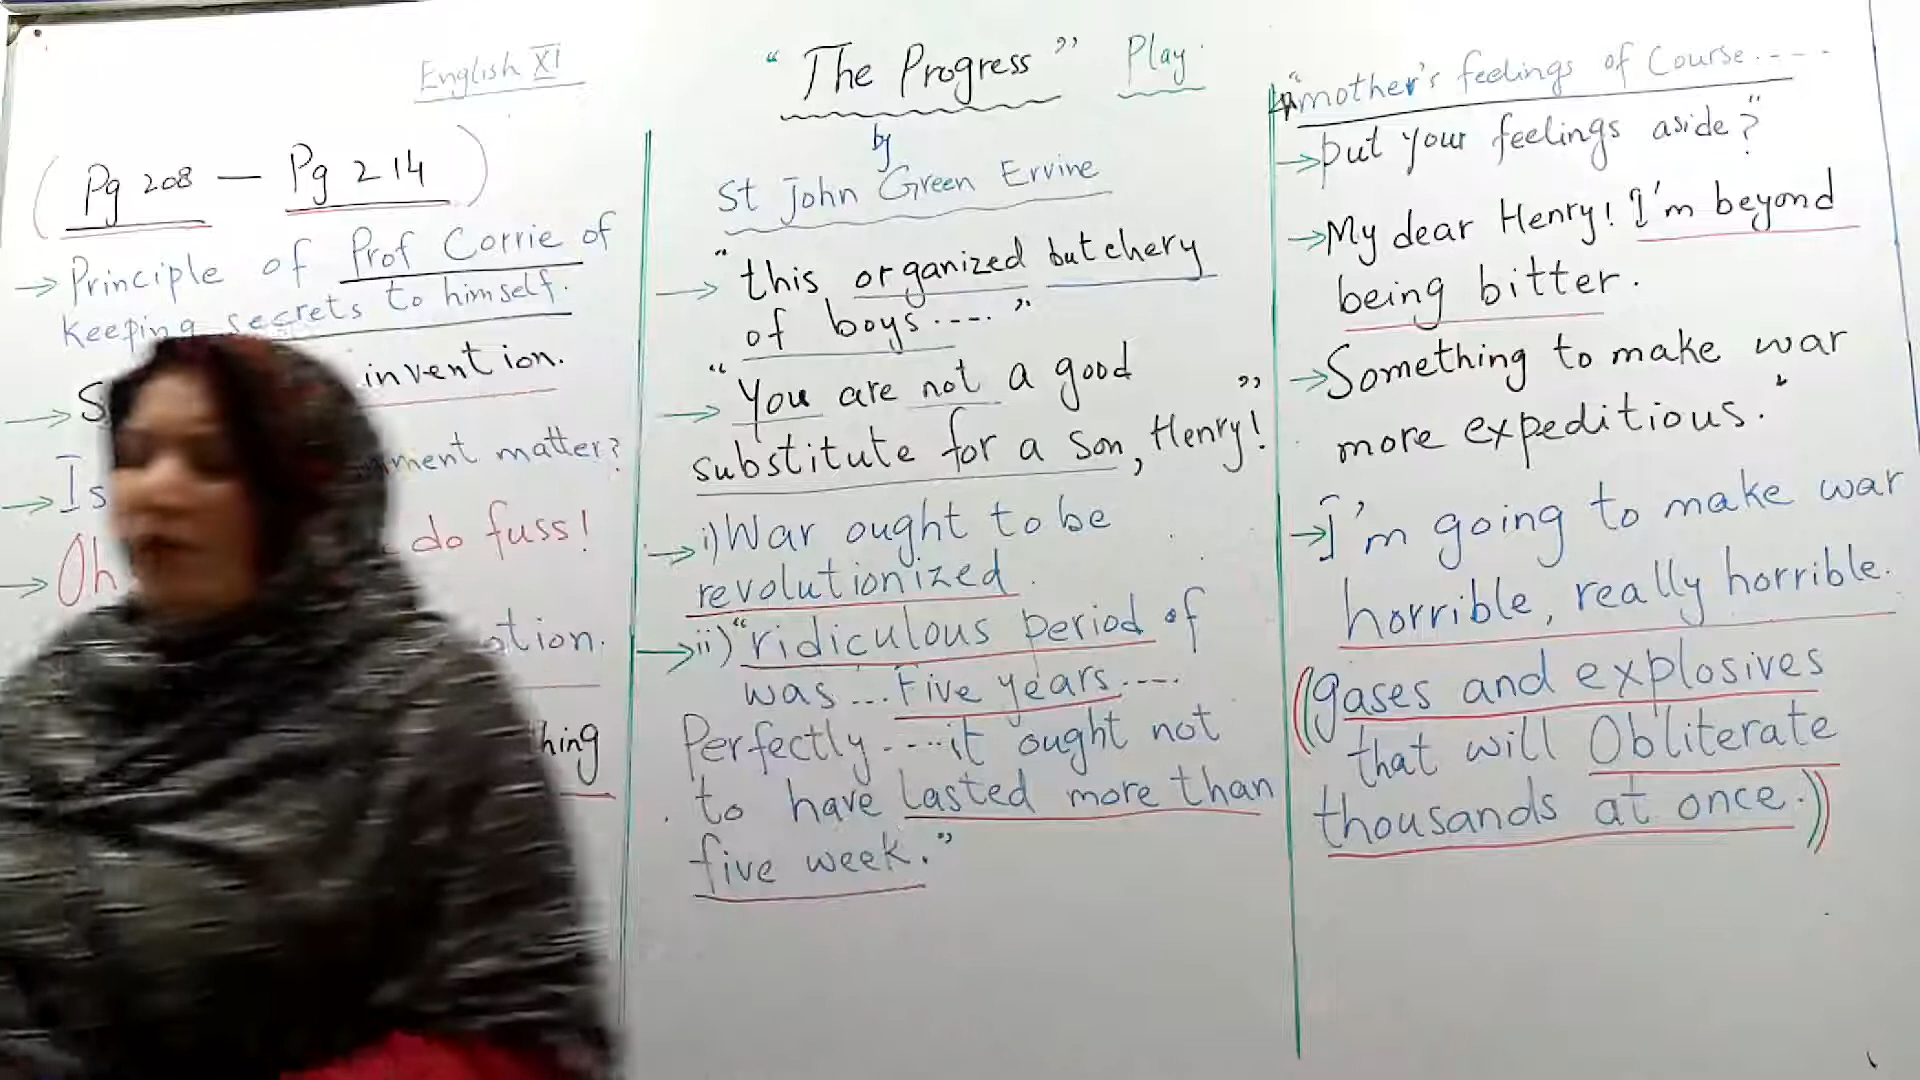 English XI
(Pg 208 — Pg 214)
→ Principle of Prof Corrie of
keeping secrets to himself.
→ invention.
→ Is matter?
→ Oh do fuss!
"The Progress" Play
by
St John Green Ervine
→ "this organized butchery
of boys....."
→ "You are not a good
substitute for a son, Henry!"
→ i) War ought to be
revolutionized.
→ ii) "ridiculous period of
was ... Five years ....
Perfectly ..... it ought not
to have lasted more than
five week."
"mother's feelings of Course.....
→ put your feelings aside?"
→ My dear Henry! I'm beyond
being bitter.
→ Something to make war
more expeditious.
→ I'm going to make war
horrible, really horrible.
(gases and explosives
that will Obliterate
thousands at once.)